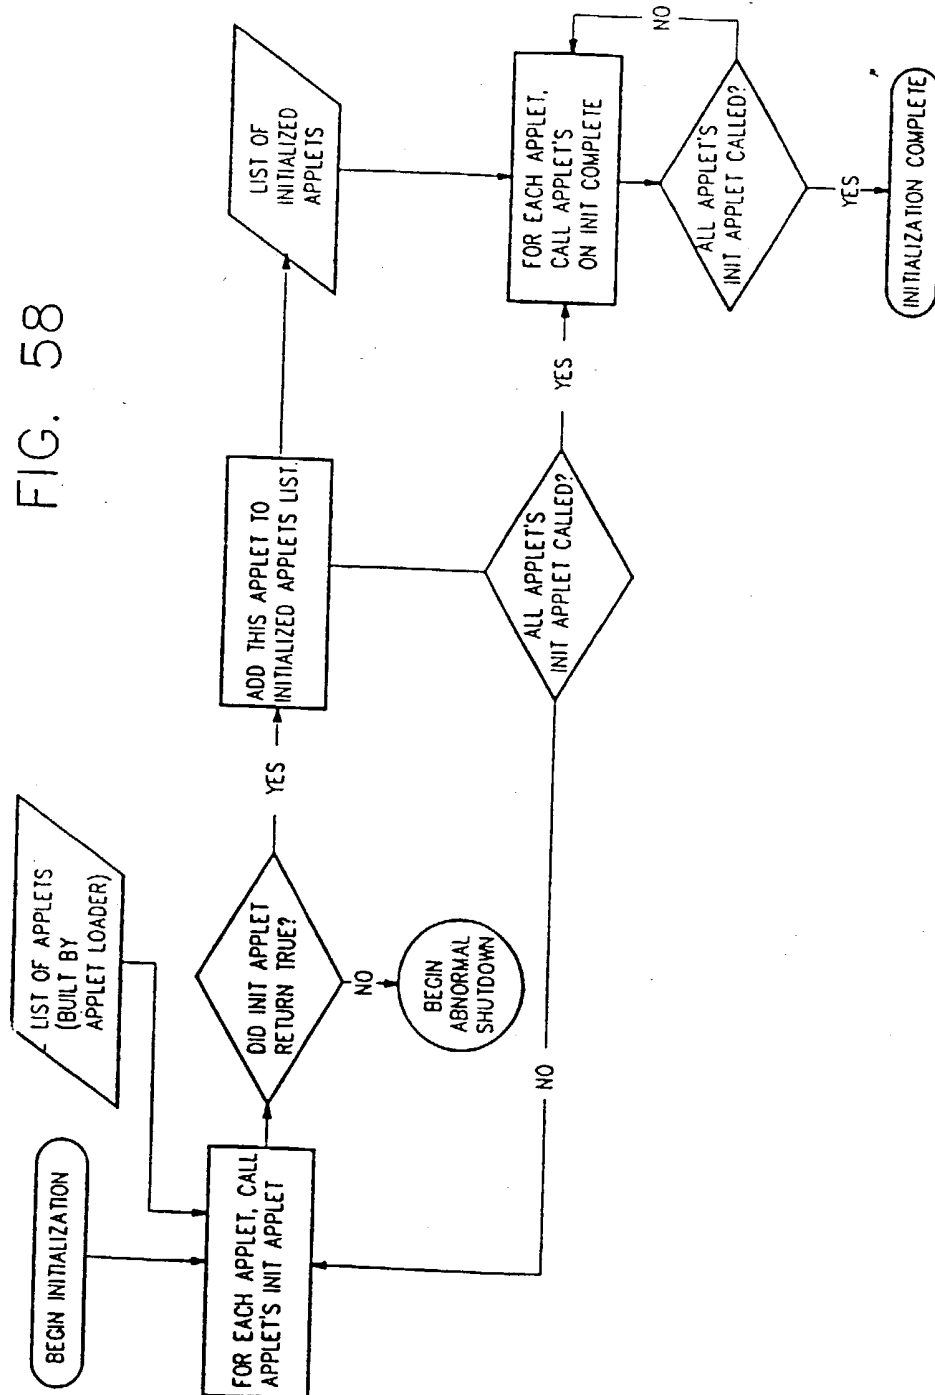 FIG. 58
BEGIN INITIALIZATION
LIST OF APPLETS
(BUILT BY
APPLET LOADER)
FOR EACH APPLET, CALL
APPLET'S INIT APPLET
DID INIT APPLET
RETURN TRUE?
YES
NO
BEGIN
ABNORMAL
SHUTDOWN
ADD THIS APPLET TO
INITIALIZED APPLETS LIST.
LIST OF
INITIALIZED
APPLETS
ALL APPLET'S
INIT APPLET CALLED?
NO
YES
FOR EACH APPLET,
CALL APPLET'S
ON INIT COMPLETE
ALL APPLET'S
INIT APPLET CALLED?
NO
YES
INITIALIZATION COMPLETE